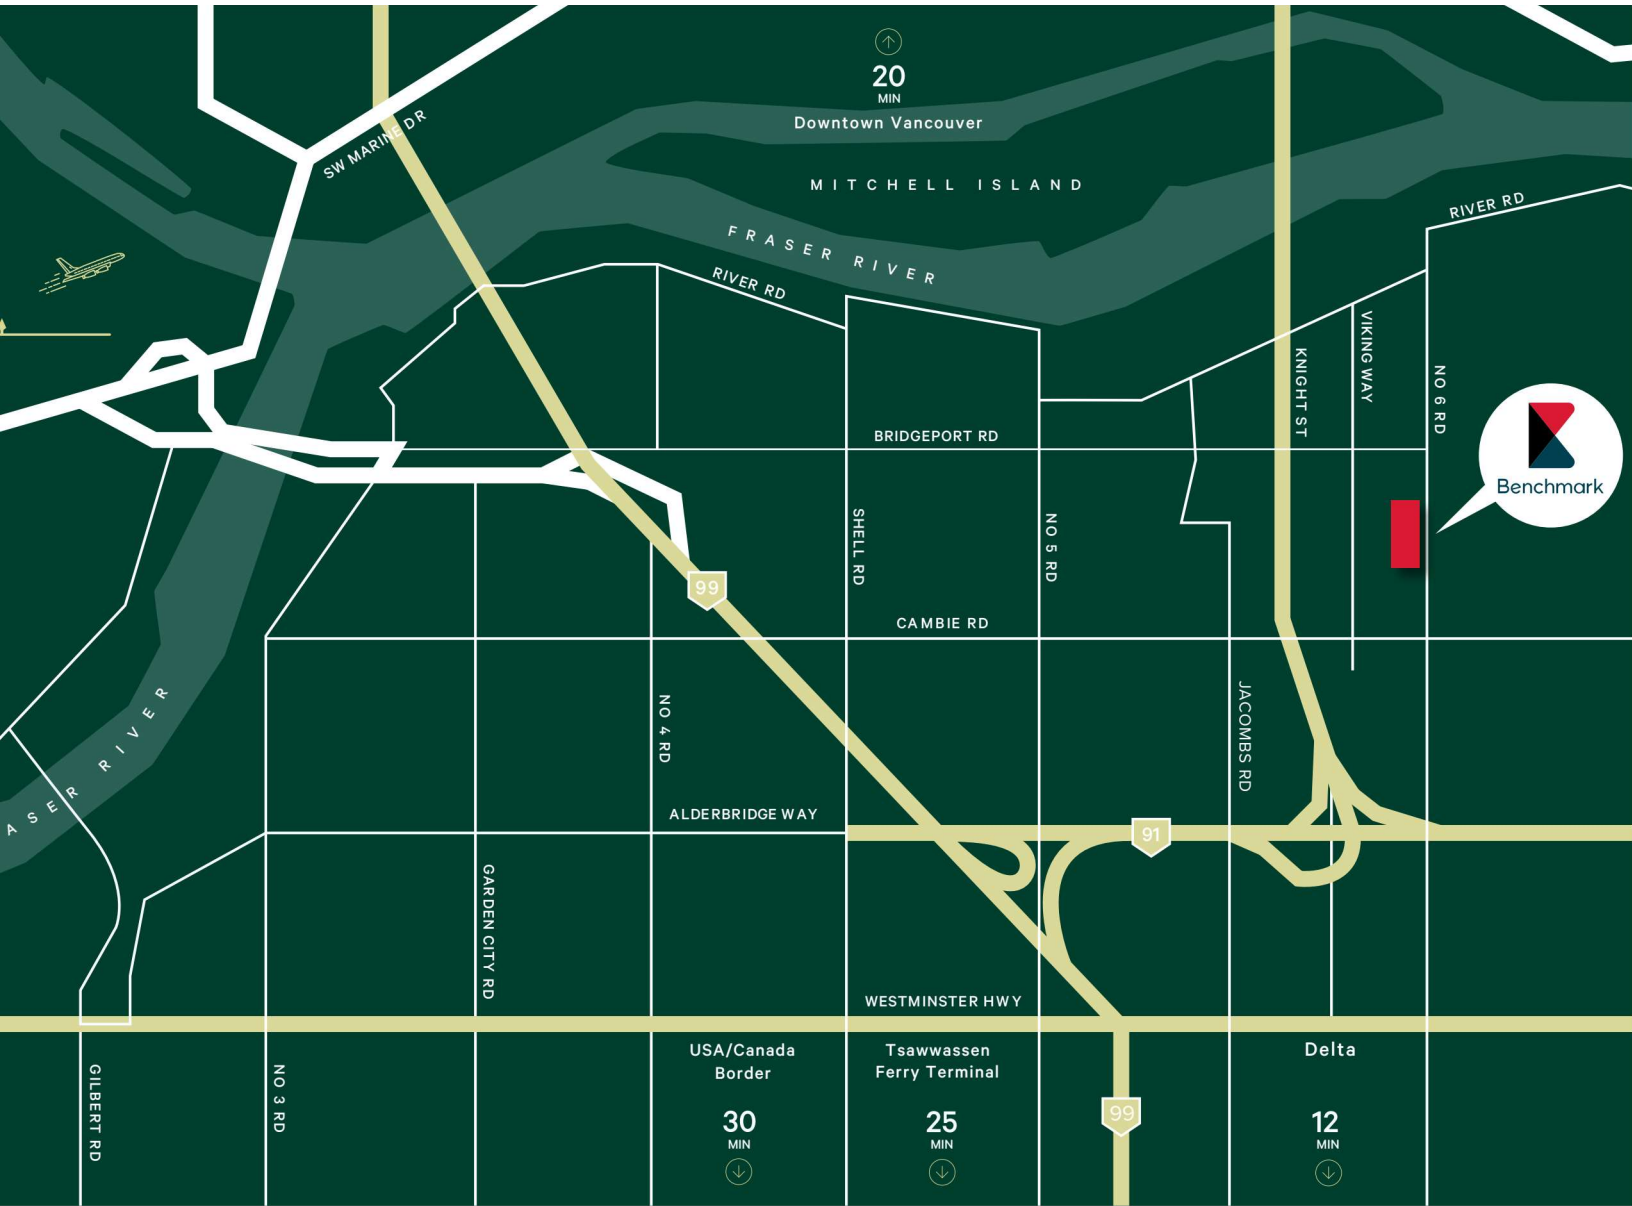 20
MIN
Downtown Vancouver
SW MARINE DR
MITCHELL ISLAND
RIVER RD
FRASER RIVER
RIVER RD
VIKING WAY
KNIGHT ST
NO 6 RD
BRIDGEPORT RD
Benchmark
SHELL RD
NO 5 RD
99
CAMBIE RD
JACOMBS RD
NO 4 RD
ASER RIVER
ALDERBRIDGE WAY
91
GARDEN CITY RD
WESTMINSTER HWY
USA/Canada
Border
30
MIN
Tsawwassen
Ferry Terminal
25
MIN
Delta
12
MIN
99
GILBERT RD
NO 3 RD